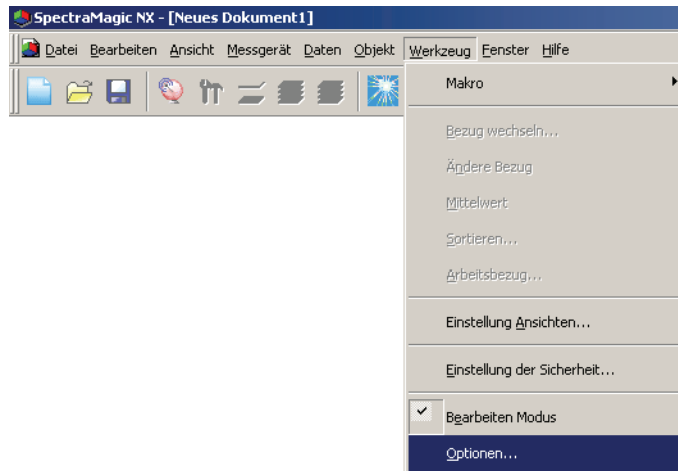 SpectraMagic NX - [Neues Dokument1]
Datei Bearbeiten Ansicht Messgerät Daten Objekt Werkzeug Fenster Hilfe
Makro
Bezug wechseln...
Ändere Bezug
Mittelwert
Sortieren...
Arbeitsbezug...
Einstellung Ansichten...
Einstellung der Sicherheit...
Bearbeiten Modus
Optionen...